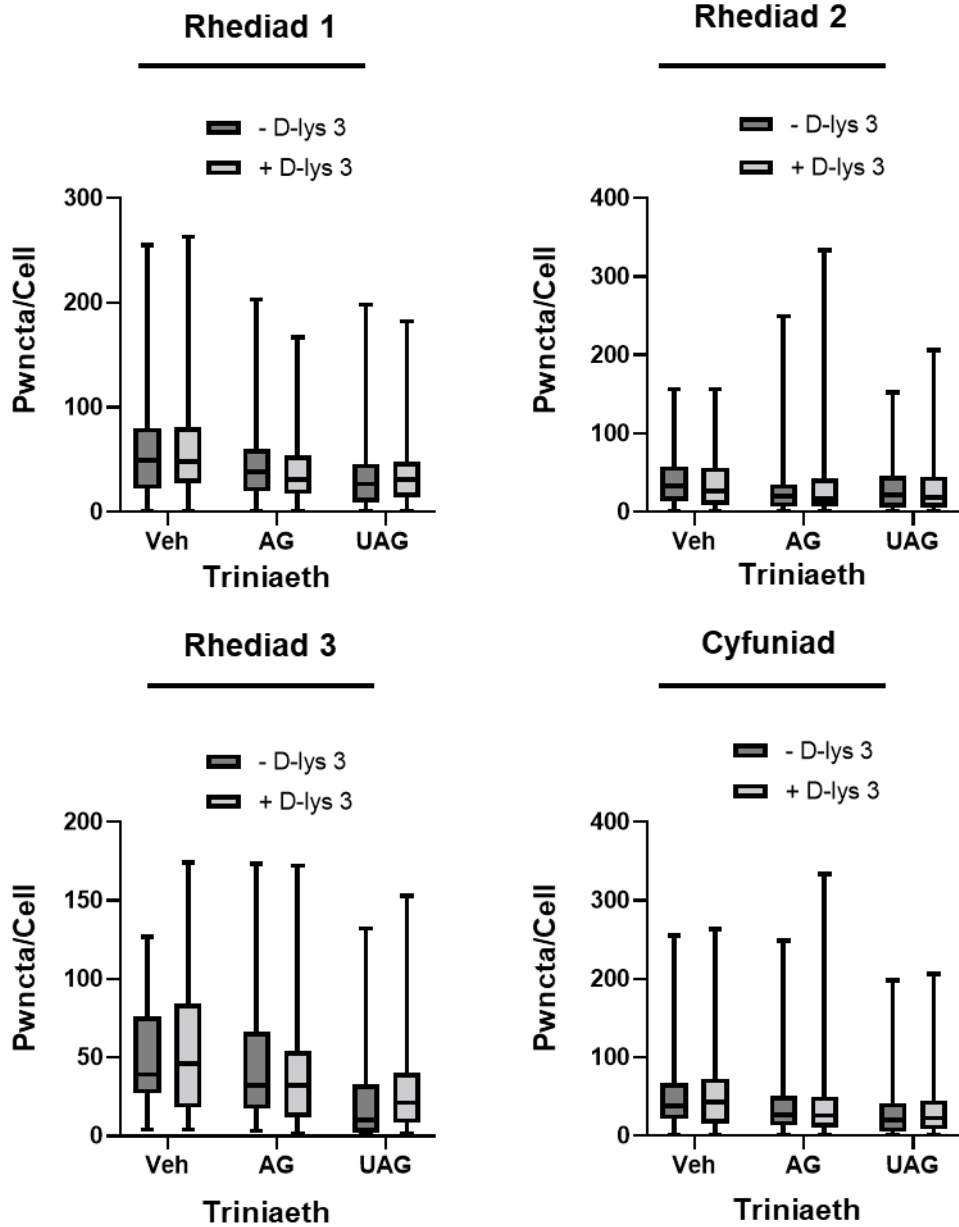 Rhediad 1
- D-lys 3
+ D-lys 3
300
200
100
0
Pwncta/Cell
Veh AG UAG
Triniaeth
Rhediad 2
- D-lys 3
+ D-lys 3
400
300
200
100
0
Pwncta/Cell
Veh AG UAG
Triniaeth
Rhediad 3
- D-lys 3
+ D-lys 3
200
150
100
50
0
Pwncta/Cell
Veh AG UAG
Triniaeth
Cyfuniad
- D-lys 3
+ D-lys 3
400
300
200
100
0
Pwncta/Cell
Veh AG UAG
Triniaeth